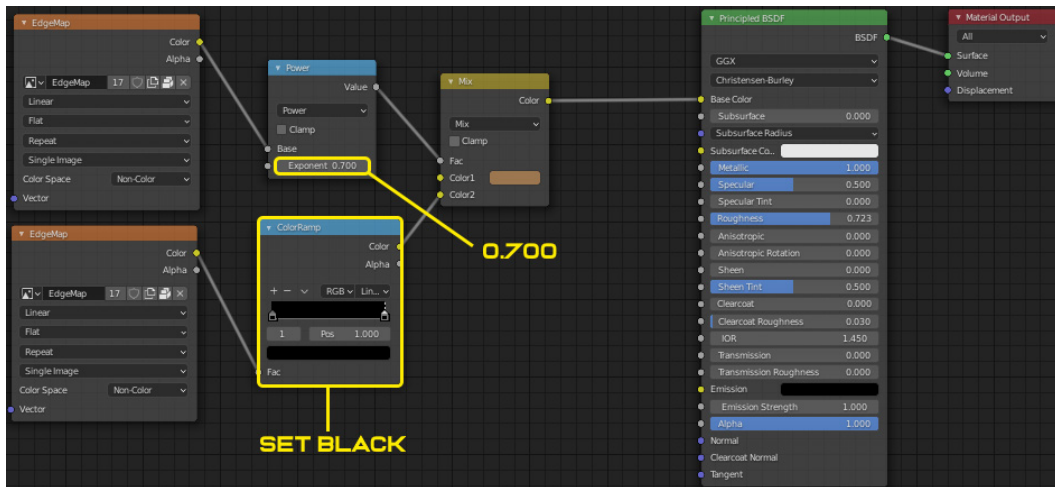 EdgeMap
Color
Alpha
EdgeMap 17
Linear
Flat
Repeat
Single Image
Color Space Non-Color
Vector
EdgeMap
Color
Alpha
EdgeMap 17
Linear
Flat
Repeat
Single Image
Color Space Non-Color
Vector
Power
Value
Power
Clamp
Base
Exponent 0.700
ColorRamp
Color
Alpha
RGB Lin...
1 Pos 1.000
Fac
SET BLACK
0.700
Mix
Color
Mix
Clamp
Fac
Color1
Color2
Principled BSDF
BSDF
GGX
Christensen-Burley
Base Color
Subsurface 0.000
Subsurface Radius
Subsurface Co..
Metallic 1.000
Specular 0.500
Specular Tint 0.000
Roughness 0.723
Anisotropic 0.000
Anisotropic Rotation 0.000
Sheen 0.000
Sheen Tint 0.500
Clearcoat 0.000
Clearcoat Roughness 0.030
IOR 1.450
Transmission 0.000
Transmission Roughness 0.000
Emission
Emission Strength 1.000
Alpha 1.000
Normal
Clearcoat Normal
Tangent
Material Output
All
Surface
Volume
Displacement